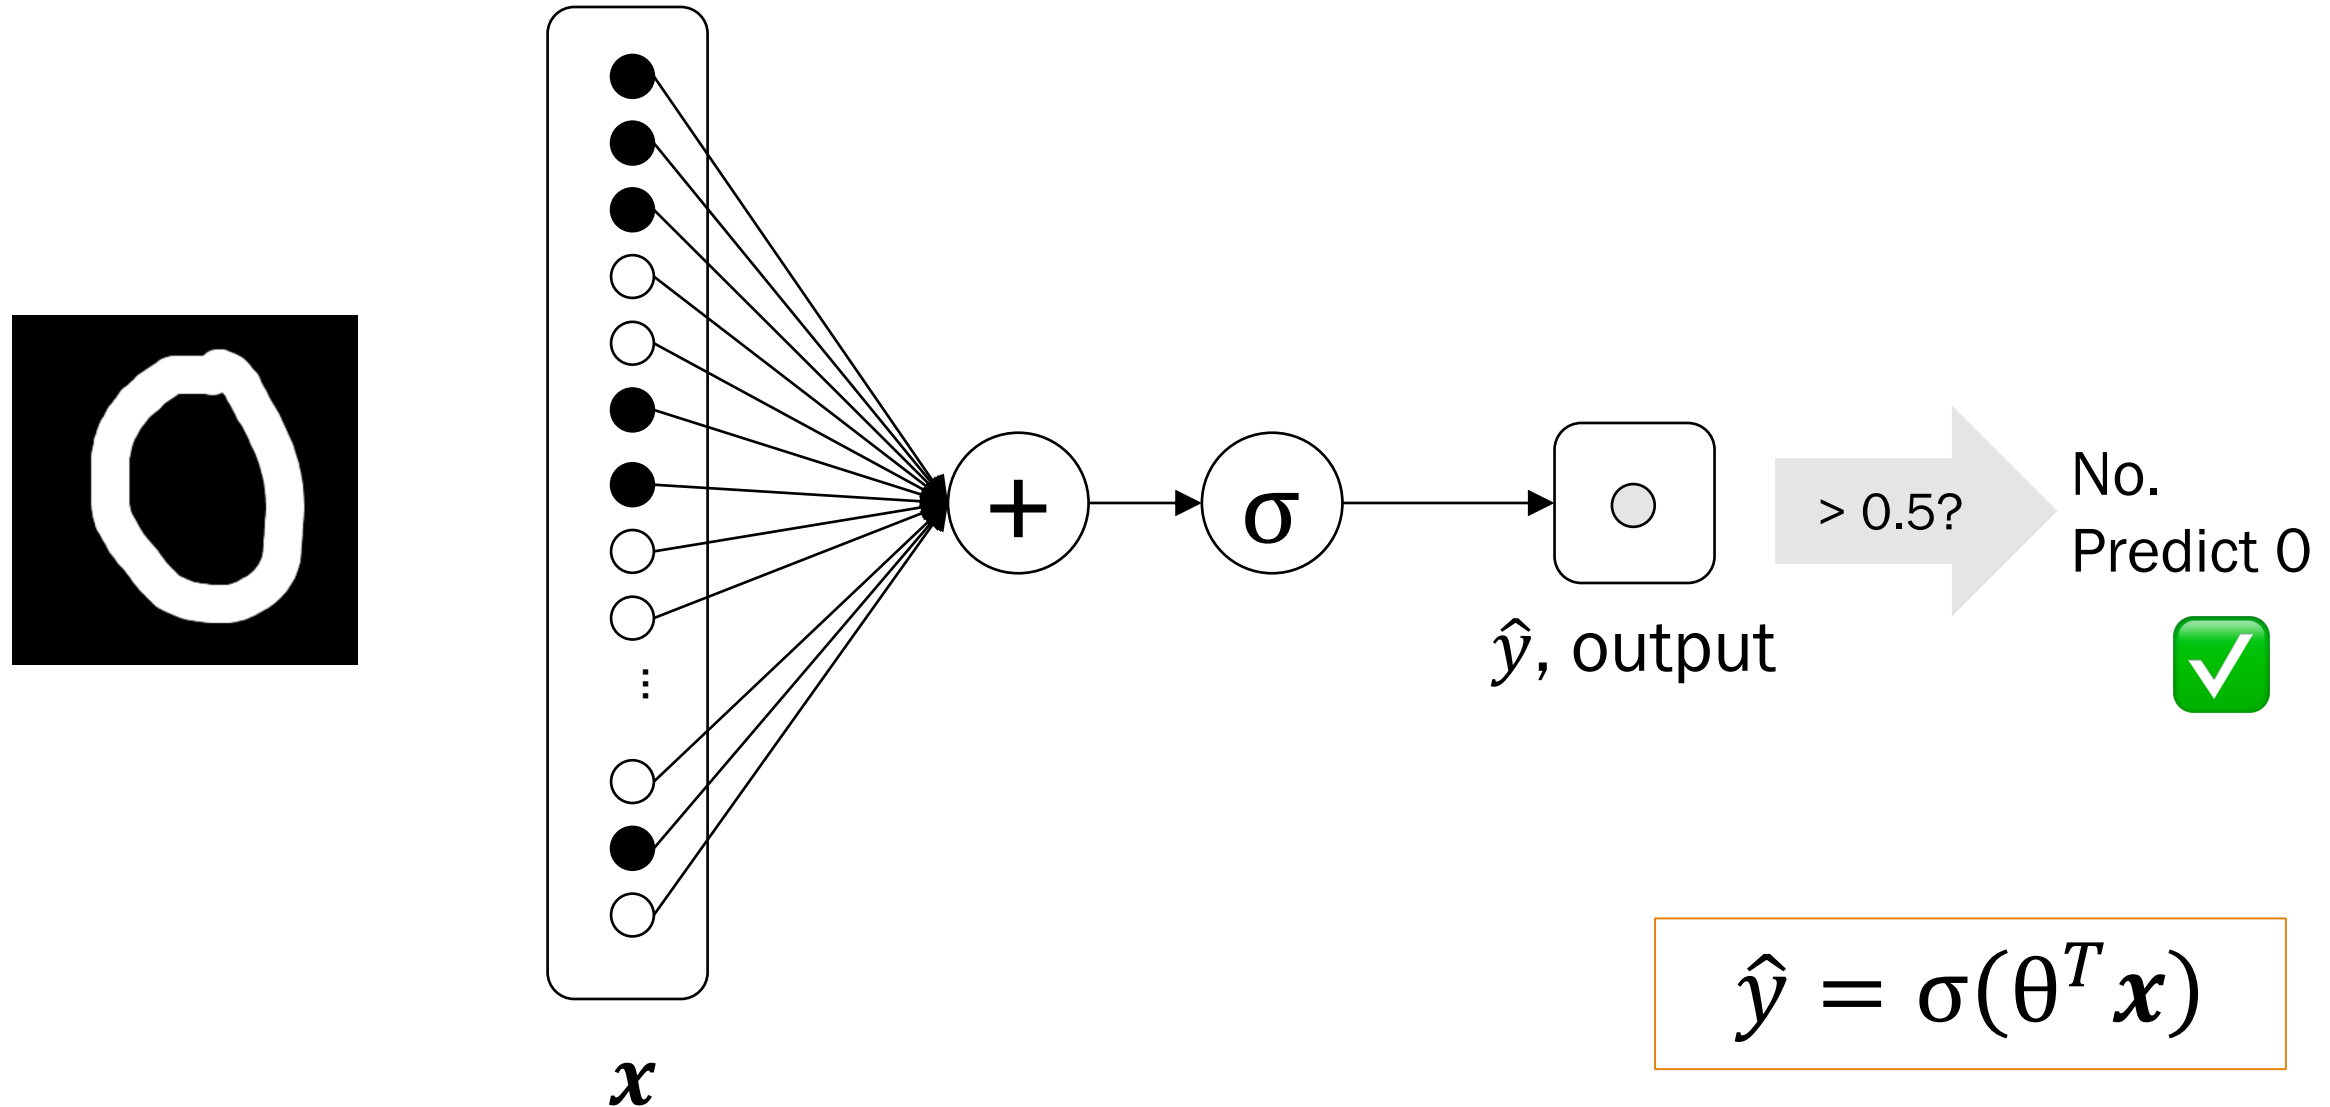 +
σ
> 0.5?
No.
Predict 0
ŷ, output
⋮
ŷ = σ(θᵀ𝒙)
𝒙